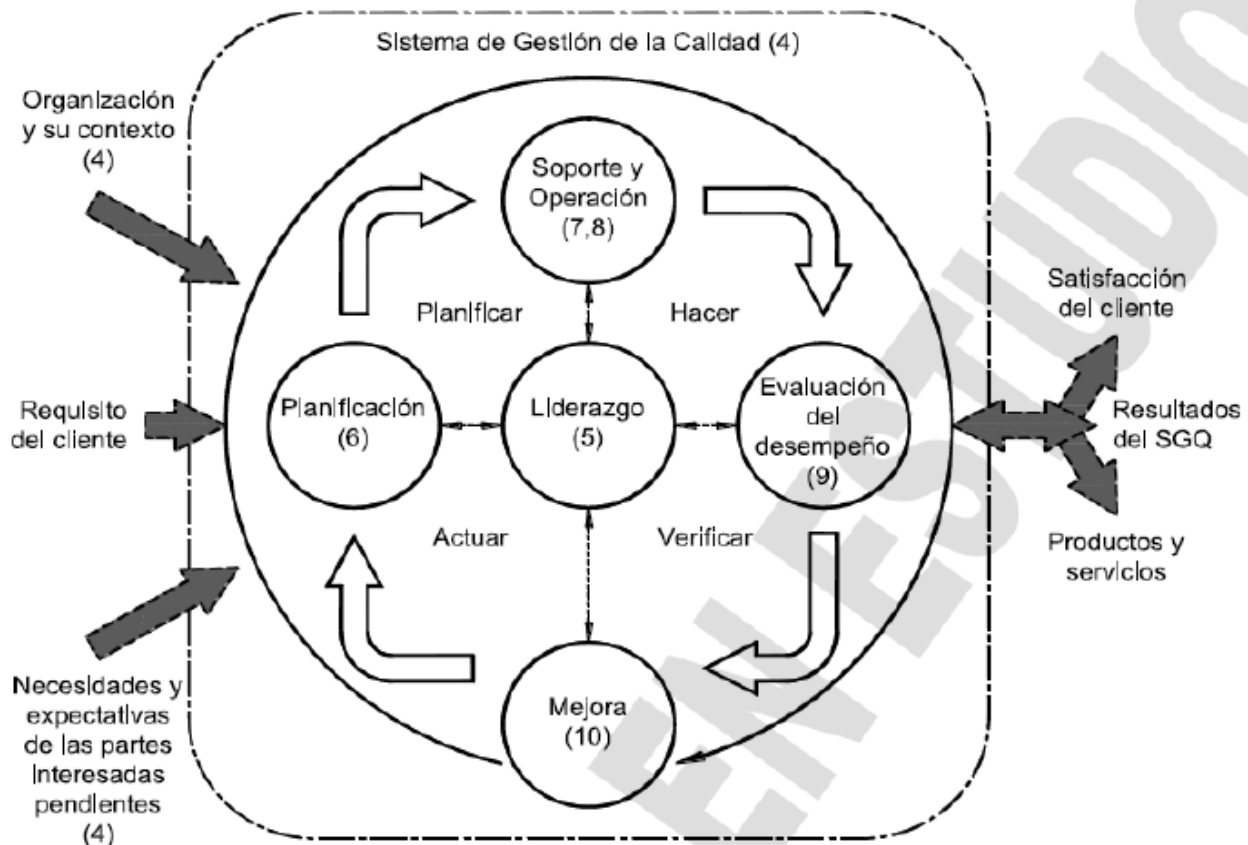 Sistema de Gestión de la Calidad (4)
Organización
y su contexto
(4)
Soporte y
Operación
(7,8)
Satisfacción
del cliente
Planificar
Hacer
Requisito
del cliente
Planificación
(6)
Liderazgo
(5)
Evaluación
del
desempeño
(9)
Resultados
del SGQ
Actuar
Verificar
Productos y
servicios
Necesidades y
expectativas
de las partes
interesadas
pendientes
(4)
Mejora
(10)
EN ESTUDIO